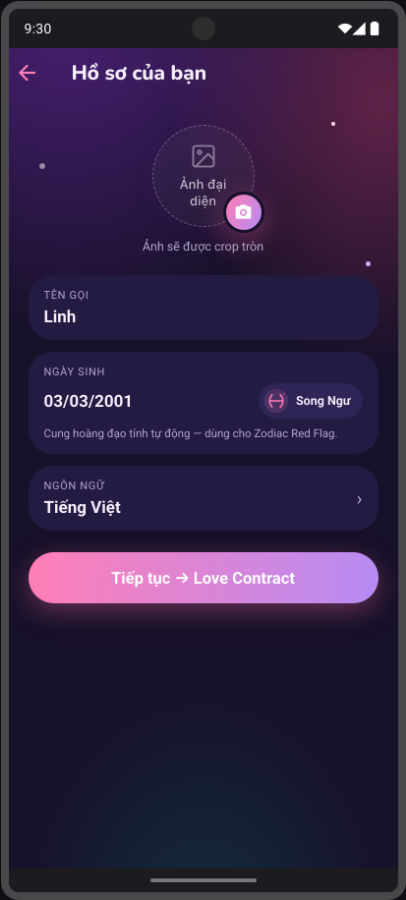 9:30
Hồ sơ của bạn
Ảnh đại
diện
Ảnh sẽ được crop tròn
TÊN GỌI
Linh
NGÀY SINH
03/03/2001
Song Ngư
Cung hoàng đạo tính tự động — dùng cho Zodiac Red Flag.
NGÔN NGỮ
Tiếng Việt
›
Tiếp tục → Love Contract